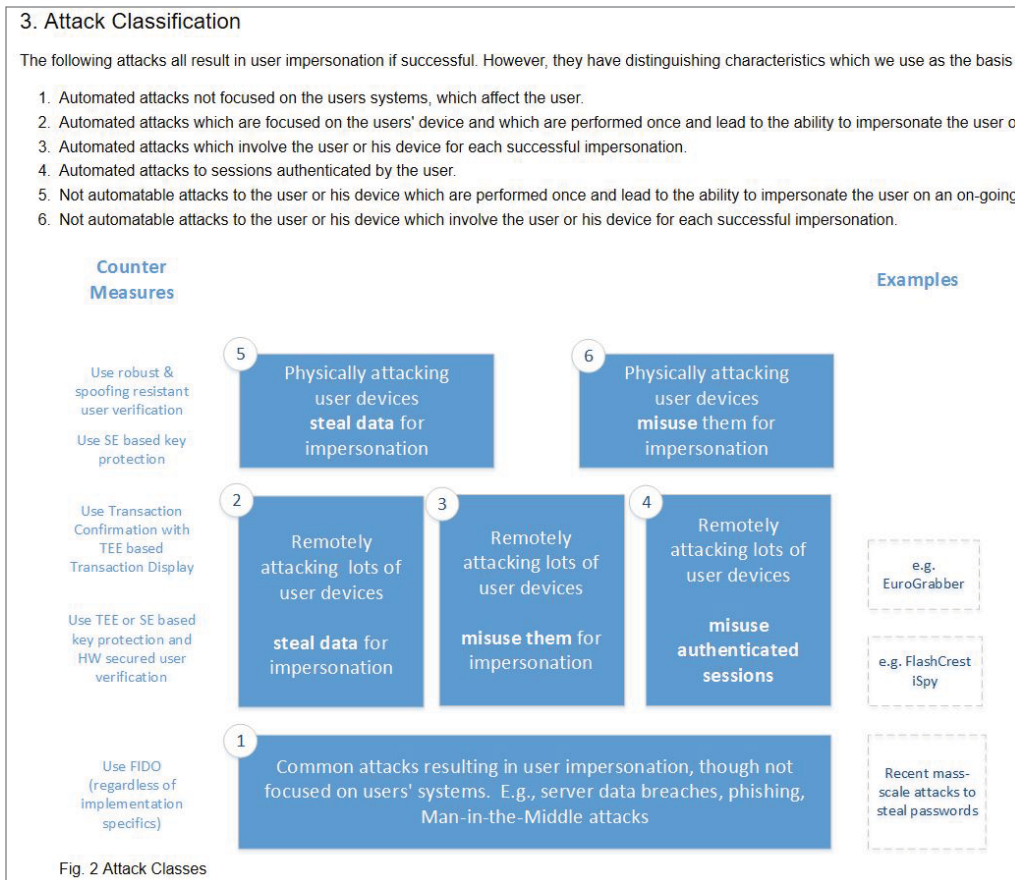 3. Attack Classification
The following attacks all result in user impersonation if successful. However, they have distinguishing characteristics which we use as the basis
1. Automated attacks not focused on the users systems, which affect the user.
2. Automated attacks which are focused on the users' device and which are performed once and lead to the ability to impersonate the user o
3. Automated attacks which involve the user or his device for each successful impersonation.
4. Automated attacks to sessions authenticated by the user.
5. Not automatable attacks to the user or his device which are performed once and lead to the ability to impersonate the user on an on-going
6. Not automatable attacks to the user or his device which involve the user or his device for each successful impersonation.
Counter
Measures
Examples
Use robust &
spoofing resistant
user verification
Use SE based key
protection
5
Physically attacking
user devices
steal data for
impersonation
6
Physically attacking
user devices
misuse them for
impersonation
Use Transaction
Confirmation with
TEE based
Transaction Display
Use TEE or SE based
key protection and
HW secured user
verification
2
Remotely
attacking lots of
user devices
steal data for
impersonation
3
Remotely
attacking lots of
user devices
misuse them for
impersonation
4
Remotely
attacking lots of
user devices
misuse
authenticated
sessions
e.g.
EuroGrabber
e.g. FlashCrest
iSpy
Use FIDO
(regardless of
implementation
specifics)
1
Common attacks resulting in user impersonation, though not
focused on users' systems. E.g., server data breaches, phishing,
Man-in-the-Middle attacks
Recent mass-
scale attacks to
steal passwords
Fig. 2 Attack Classes